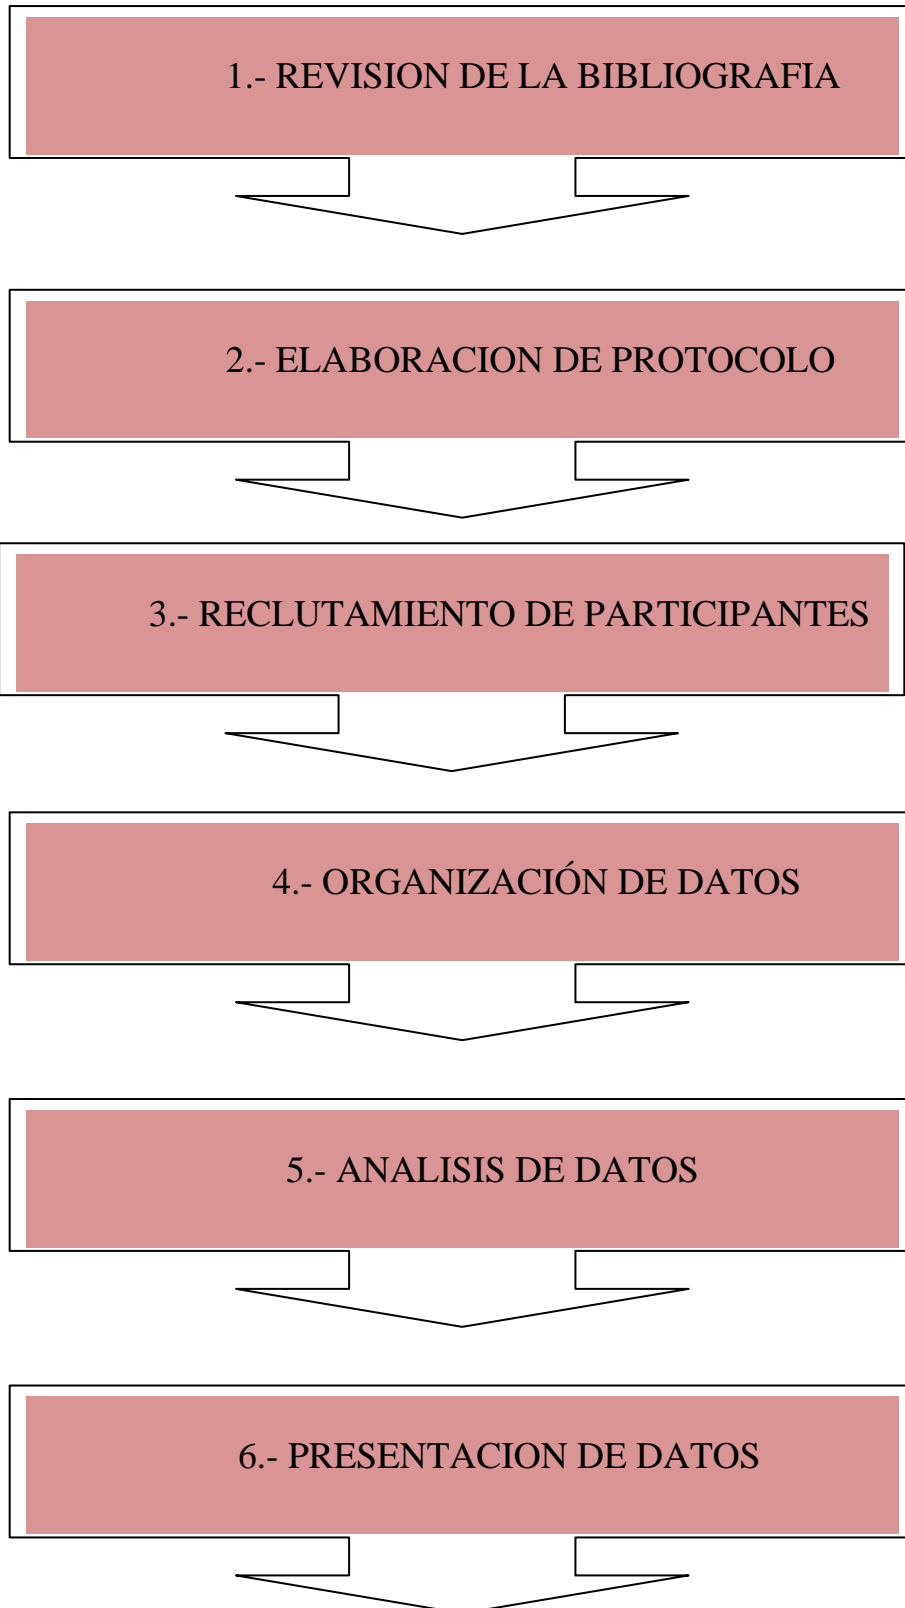 1.- REVISION DE LA BIBLIOGRAFIA
2.- ELABORACION DE PROTOCOLO
3.- RECLUTAMIENTO DE PARTICIPANTES
4.- ORGANIZACIÓN DE DATOS
5.- ANALISIS DE DATOS
6.- PRESENTACION DE DATOS